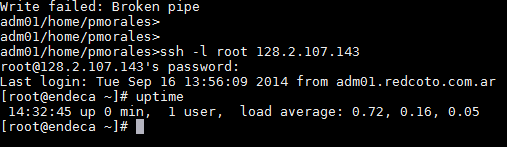 Write failed: Broken pipe
adm01/home/pmorales>
adm01/home/pmorales>
adm01/home/pmorales>ssh -l root 128.2.107.143
root@128.2.107.143's password:
Last login: Tue Sep 16 13:56:09 2014 from adm01.redcoto.com.ar
[root@endeca ~]# uptime
 14:32:45 up 0 min,  1 user,  load average: 0.72, 0.16, 0.05
[root@endeca ~]#